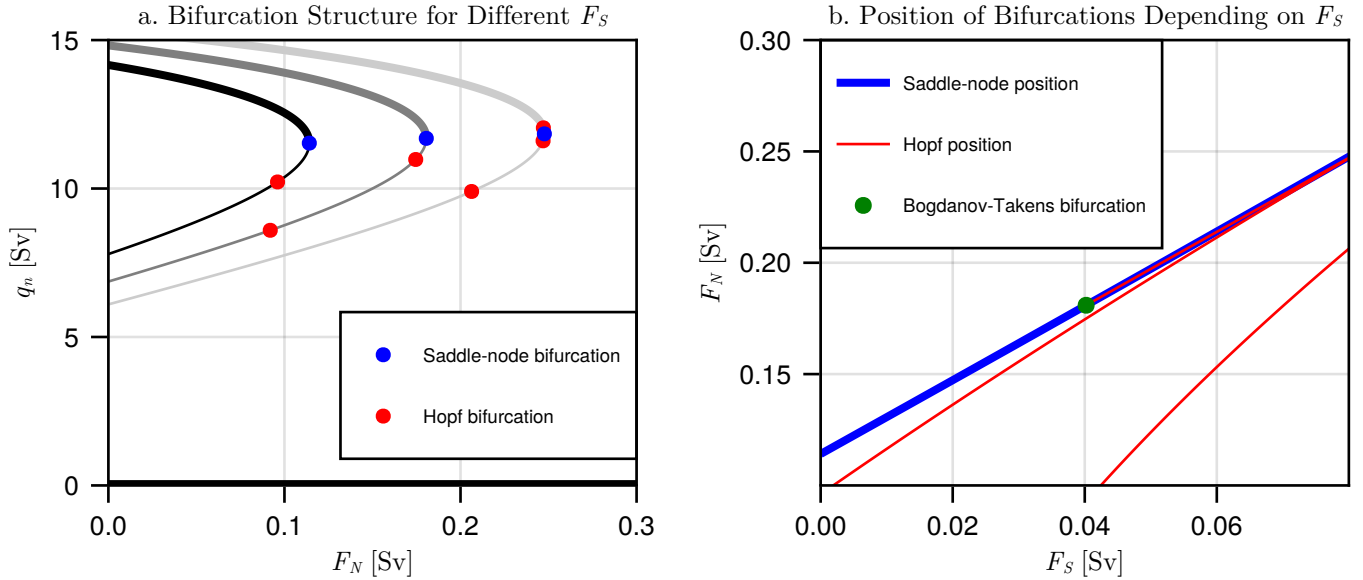 a. Bifurcation Structure for Different F_S
15
10
5
0
q_n [Sv]
Saddle-node bifurcation
Hopf bifurcation
0.0
0.1
0.2
0.3
F_N [Sv]
b. Position of Bifurcations Depending on F_S
0.30
0.25
0.20
0.15
F_N [Sv]
Saddle-node position
Hopf position
Bogdanov-Takens bifurcation
0.00
0.02
0.04
0.06
F_S [Sv]